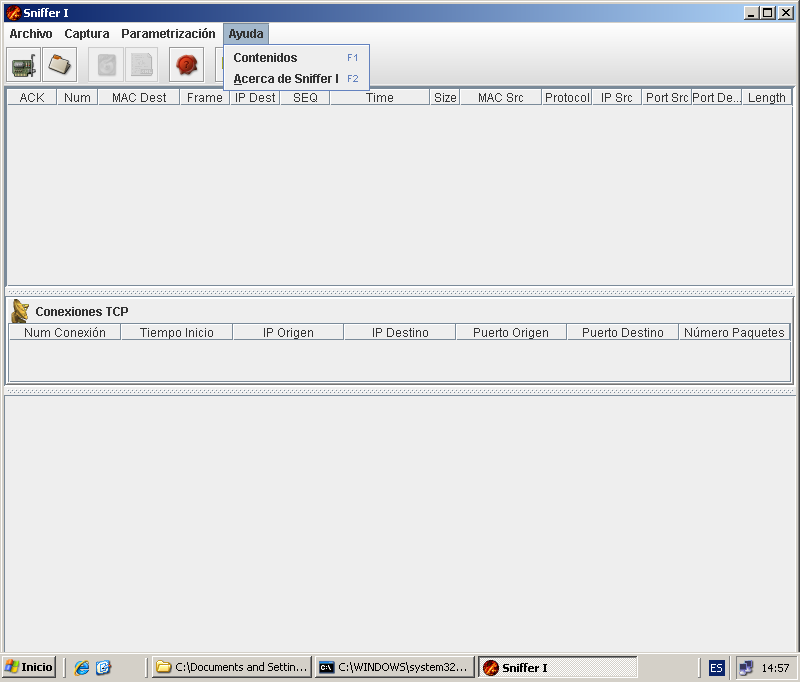 Sniffer I
Archivo Captura Parametrización Ayuda
Contenidos F1
Acerca de Sniffer I F2
ACK Num MAC Dest Frame IP Dest SEQ Time Size MAC Src Protocol IP Src Port Src Port De... Length
Conexiones TCP
Num Conexión Tiempo Inicio IP Origen IP Destino Puerto Origen Puerto Destino Número Paquetes
Inicio C:\Documents and Settin... C:\WINDOWS\system32... Sniffer I ES 14:57